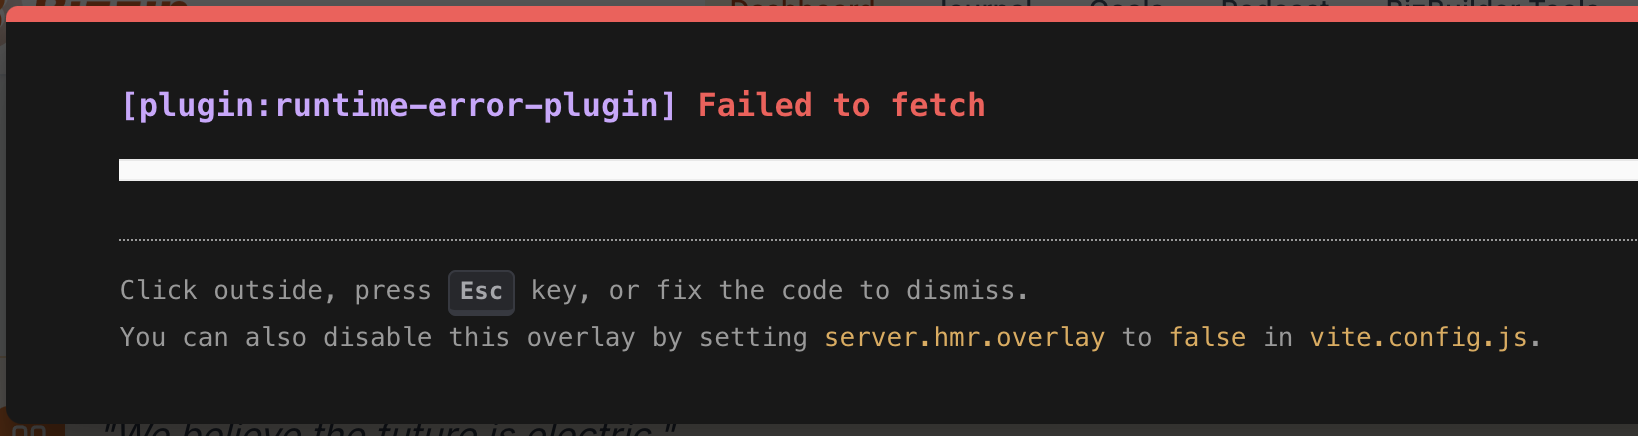 Dashboard Journal Goals Podcast BizBuilder Tools
[plugin:runtime-error-plugin] Failed to fetch
Click outside, press Esc key, or fix the code to dismiss.
You can also disable this overlay by setting server.hmr.overlay to false in vite.config.js.
"We believe the future is electric."